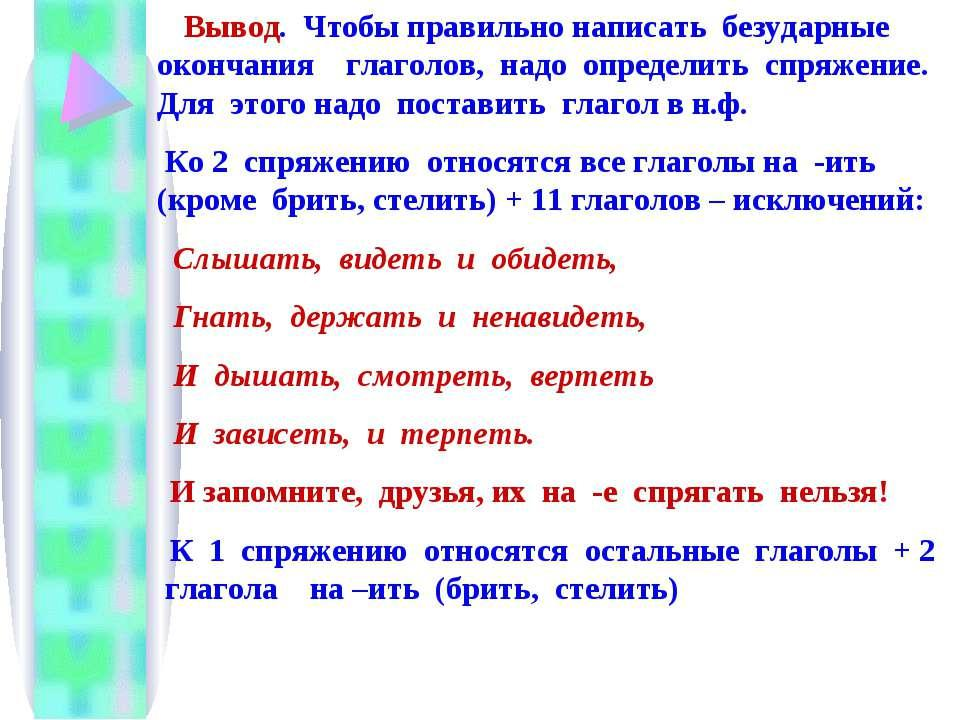 Вывод. Чтобы правильно написать безударные
окончания глаголов, надо определить спряжение.
Для этого надо поставить глагол в н.ф.
Ко 2 спряжению относятся все глаголы на -ить
(кроме брить, стелить) + 11 глаголов – исключений:
Слышать, видеть и обидеть,
Гнать, держать и ненавидеть,
И дышать, смотреть, вертеть
И зависеть, и терпеть.
И запомните, друзья, их на -е спрягать нельзя!
К 1 спряжению относятся остальные глаголы + 2
глагола на –ить (брить, стелить)